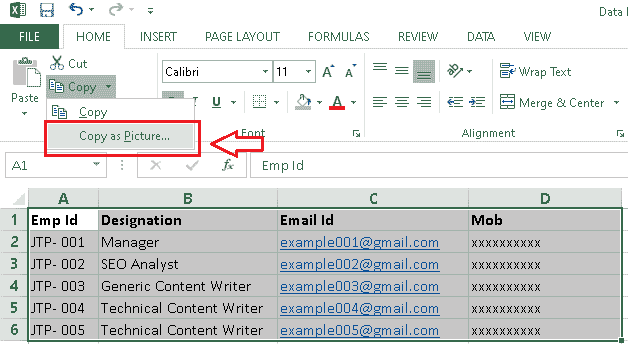 Data
FILE HOME INSERT PAGE LAYOUT FORMULAS REVIEW DATA VIEW
Cut
Copy
Paste
Calibri 11
Wrap Text
Copy
I U A
Merge & Center
Copy as Picture...
Font
Alignment
A1 fx Emp Id
A B C D
1 Emp Id Designation Email Id Mob
2 JTP- 001 Manager example001@gmail.com xxxxxxxxxx
3 JTP- 002 SEO Analyst example002@gmail.com xxxxxxxxxx
4 JTP- 003 Generic Content Writer example003@gmail.com xxxxxxxxxx
5 JTP- 004 Technical Content Writer example004@gmail.com xxxxxxxxxx
6 JTP- 005 Technical Content Writer example005@gmail.com xxxxxxxxxx